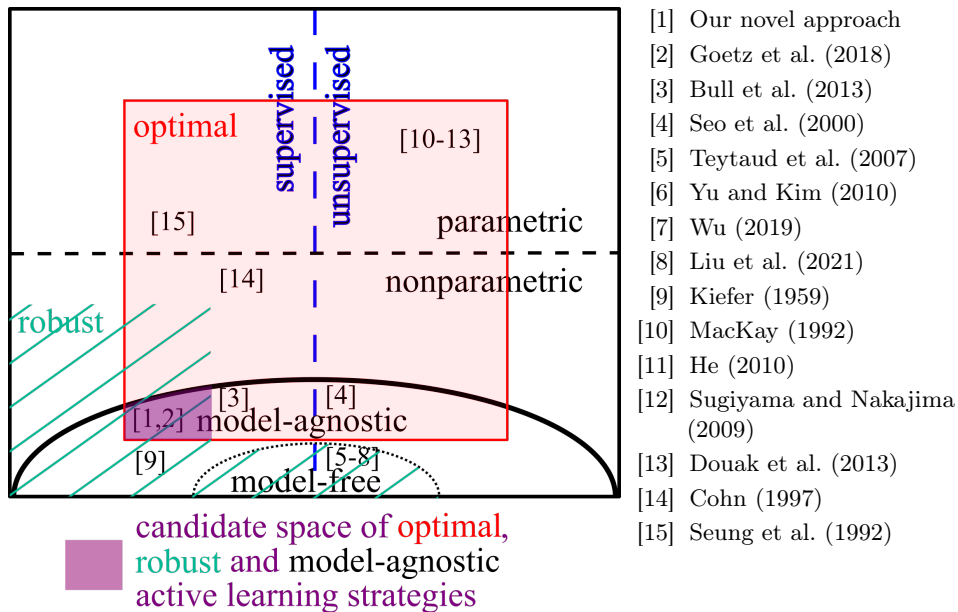 supervised
unsupervised
optimal
[10-13]
[15]
parametric
[14]
nonparametric
robust
[3]
[4]
[1,2]
model-agnostic
[9]
[5-8]
model-free
candidate space of optimal,
robust and model-agnostic
active learning strategies
[1] Our novel approach
[2] Goetz et al. (2018)
[3] Bull et al. (2013)
[4] Seo et al. (2000)
[5] Teytaud et al. (2007)
[6] Yu and Kim (2010)
[7] Wu (2019)
[8] Liu et al. (2021)
[9] Kiefer (1959)
[10] MacKay (1992)
[11] He (2010)
[12] Sugiyama and Nakajima
(2009)
[13] Douak et al. (2013)
[14] Cohn (1997)
[15] Seung et al. (1992)